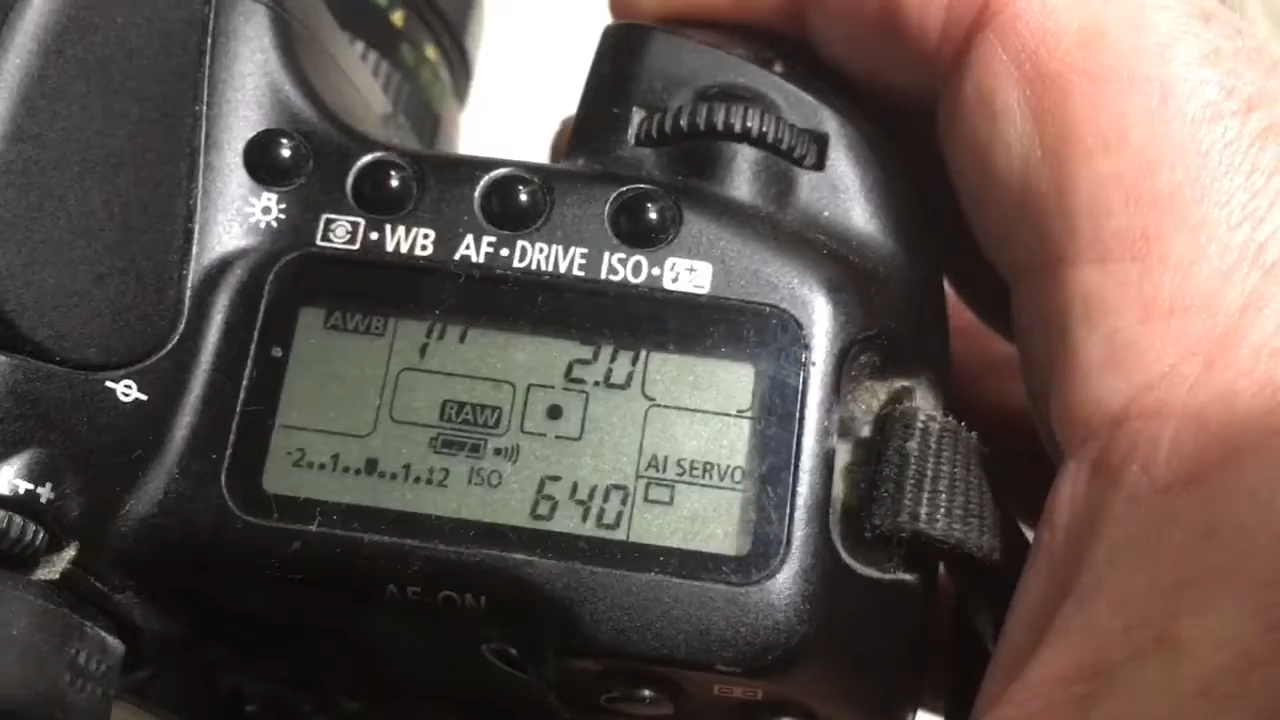 WB AF•DRIVE ISO•
AWB
2.0
RAW
-2..1..0..1..2 ISO 640
AI SERVO
AF-ON